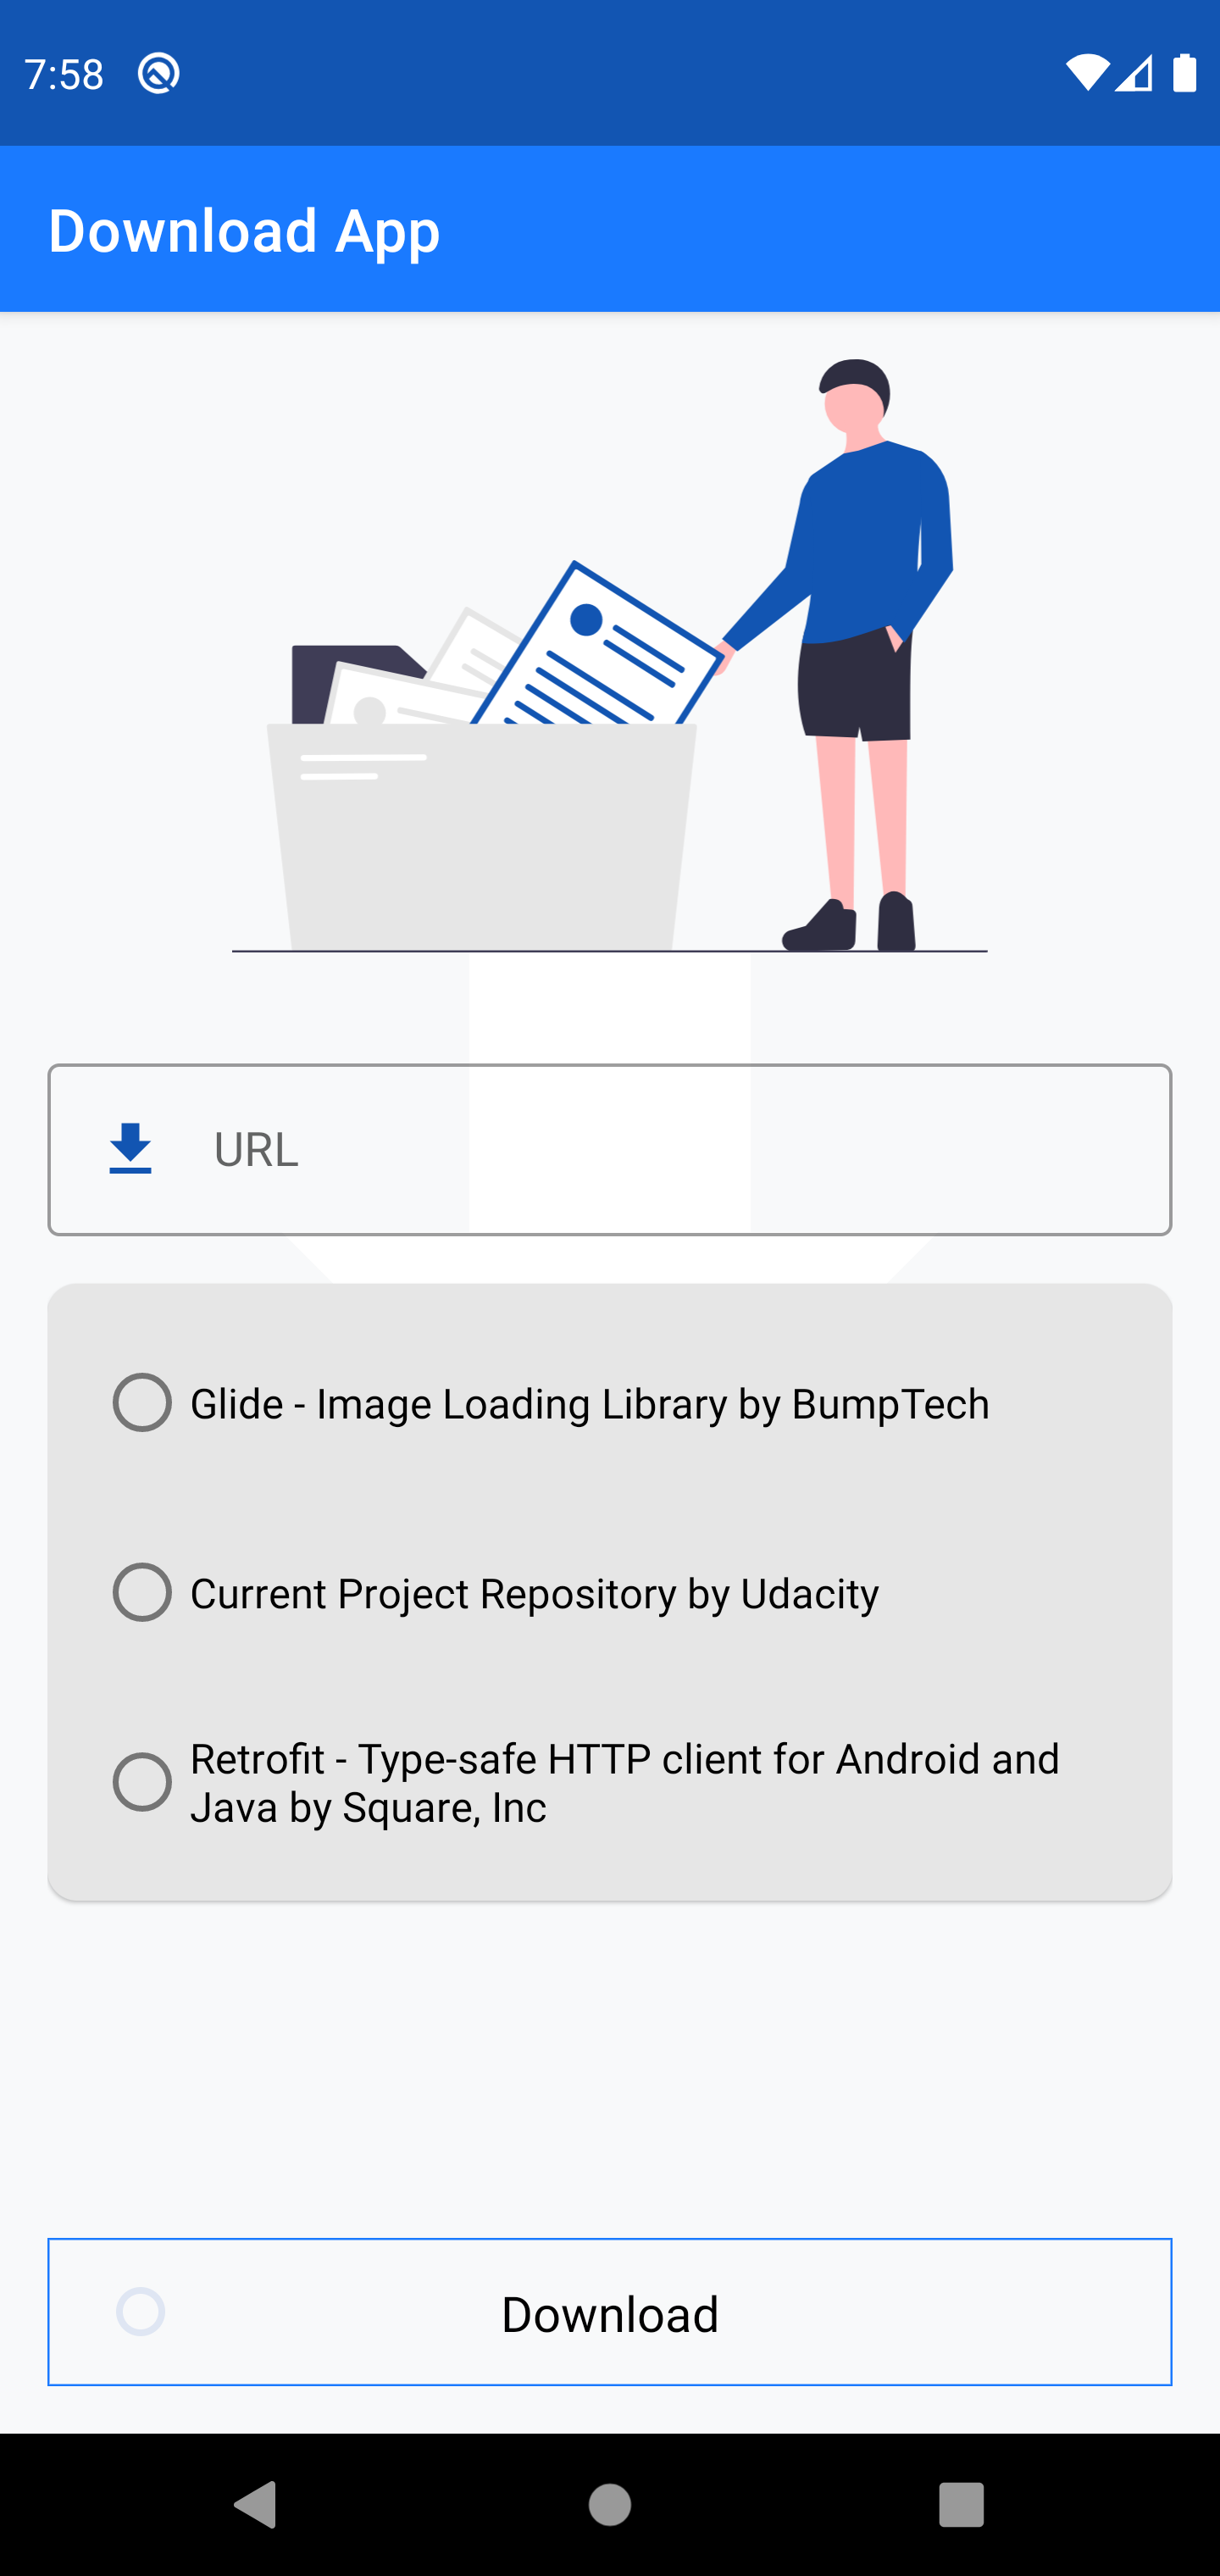 7:58
Download App
URL
Glide - Image Loading Library by BumpTech
Current Project Repository by Udacity
Retrofit - Type-safe HTTP client for Android and
Java by Square, Inc
Download